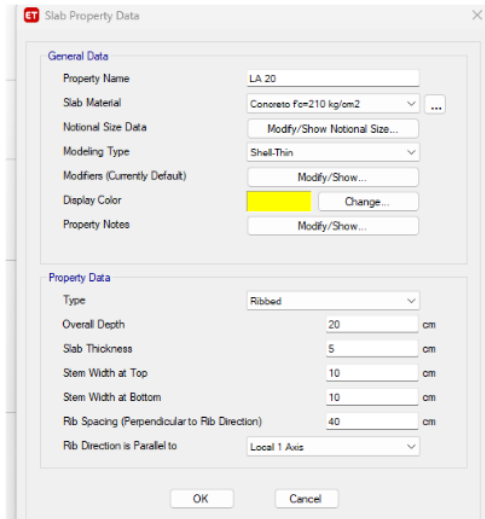 ET Slab Property Data
General Data
Property Name LA 20
Slab Material Concreto f'c=210 kg/cm2 ...
Notional Size Data Modify/Show Notional Size...
Modeling Type Shell-Thin
Modifiers (Currently Default) Modify/Show...
Display Color Change...
Property Notes Modify/Show...
Property Data
Type Ribbed
Overall Depth 20 cm
Slab Thickness 5 cm
Stem Width at Top 10 cm
Stem Width at Bottom 10 cm
Rib Spacing (Perpendicular to Rib Direction) 40 cm
Rib Direction is Parallel to Local 1 Axis
OK Cancel